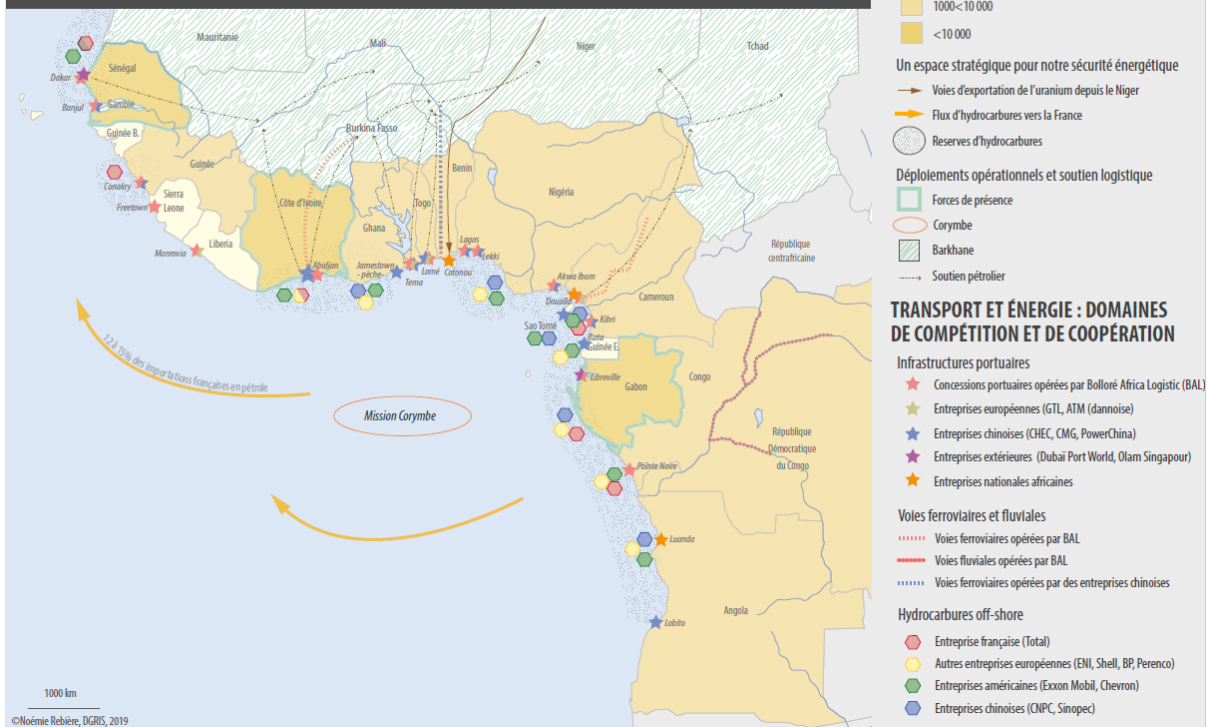 Mauritanie
Mali
Niger
Tchad
Sénégal
Dakar
Banjul
Gambie
Guinée B.
Guinée
Burkina Fasso
Bénin
Conakry
Sierra
Leone
Freetown
Côte d'Ivoire
Togo
Ghana
Nigéria
Liberia
Monrovia
Abidjan
Jamestown
-pêche-
Tema
Lomé
Cotonou
Lagos
Lekki
République
centrafricaine
Akwa Ibom
Douala
Cameroun
Kibri
Sao Tomé
Bata
Guinée E.
Libreville
Gabon
Congo
12 à 15% des importations françaises en pétrole
Mission Corymbe
République
Démocratique
du Congo
Pointe Noire
Luanda
Angola
Lobito
1000 km
©Noémie Rebière, DGRIS, 2019
1000<10 000
<10 000
Un espace stratégique pour notre sécurité énergétique
Voies d'exportation de l'uranium depuis le Niger
Flux d'hydrocarbures vers la France
Reserves d'hydrocarbures
Déploiements opérationnels et soutien logistique
Forces de présence
Corymbe
Barkhane
Soutien pétrolier
TRANSPORT ET ÉNERGIE : DOMAINES
DE COMPÉTITION ET DE COOPÉRATION
Infrastructures portuaires
Concessions portuaires opérées par Bolloré Africa Logistic (BAL)
Entreprises européennes (GTL, ATM (dannoise)
Entreprises chinoises (CHEC, CMG, PowerChina)
Entreprises extérieures (Dubaï Port World, Olam Singapour)
Entreprises nationales africaines
Voies ferroviaires et fluviales
Voies ferroviaires opérées par BAL
Voies fluviales opérées par BAL
Voies ferroviaires opérées par des entreprises chinoises
Hydrocarbures off-shore
Entreprise française (Total)
Autres entreprises européennes (ENI, Shell, BP, Perenco)
Entreprises américaines (Exxon Mobil, Chevron)
Entreprises chinoises (CNPC, Sinopec)